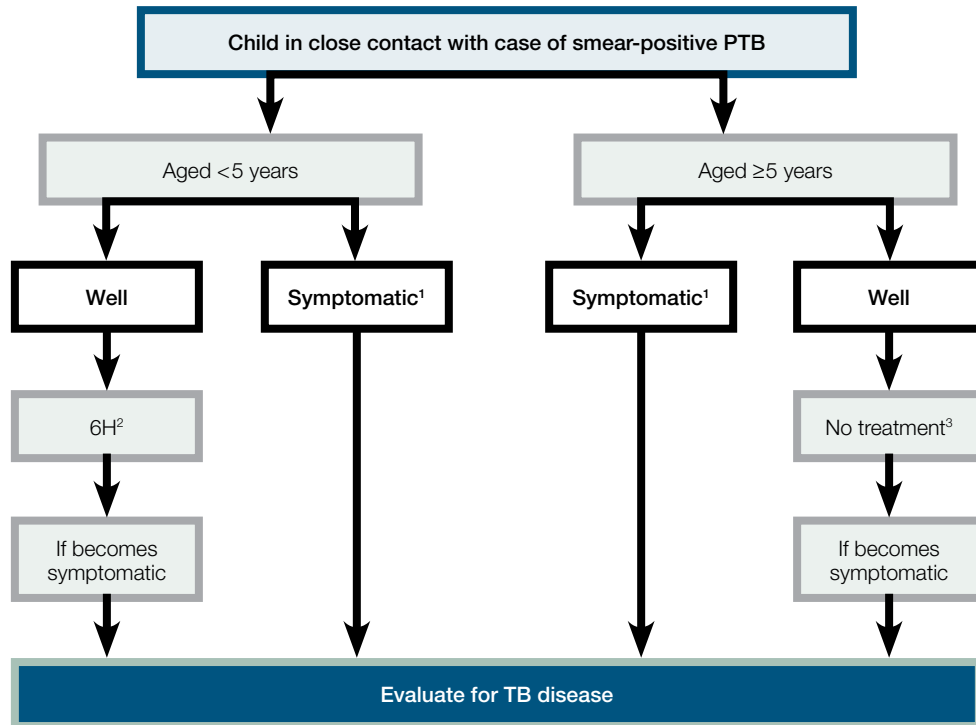 Child in close contact with case of smear-positive PTB
Aged <5 years
Aged ≥5 years
Well
Symptomatic¹
Symptomatic¹
Well
6H²
No treatment³
If becomes
symptomatic
If becomes
symptomatic
Evaluate for TB disease